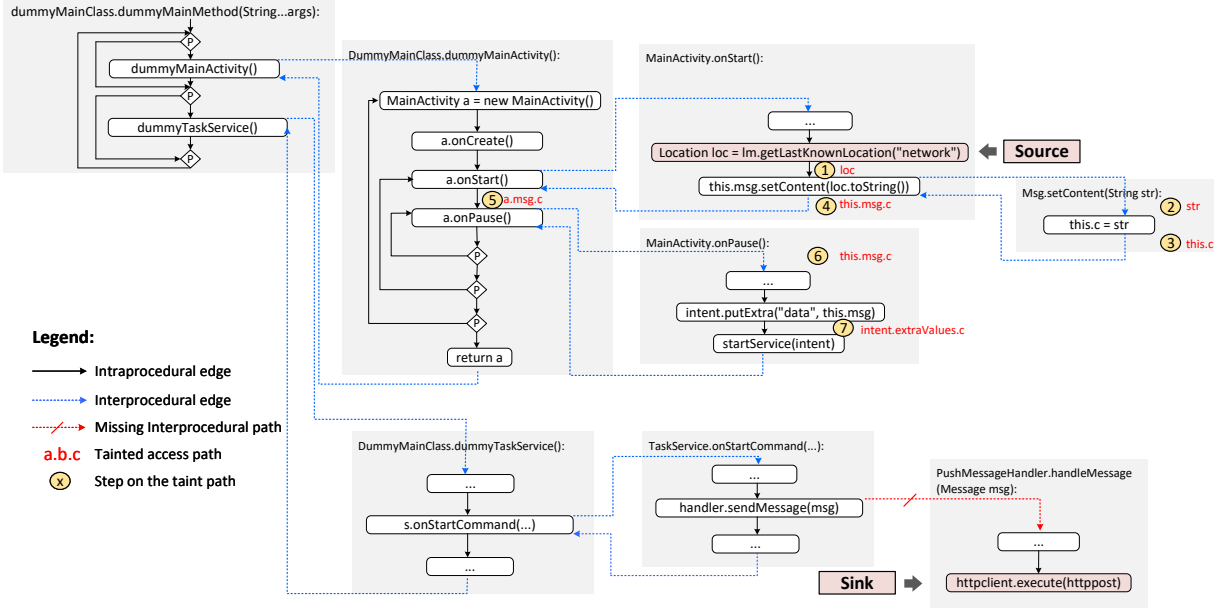 dummyMainClass.dummyMainMethod(String...args):
P
dummyMainActivity()
P
dummyTaskService()
P
DummyMainClass.dummyMainActivity():
MainActivity a = new MainActivity()
a.onCreate()
a.onStart()
5 a.msg.c
a.onPause()
P
P
P
return a
MainActivity.onStart():
...
Location loc = lm.getLastKnownLocation("network")
Source
1 loc
this.msg.setContent(loc.toString())
4 this.msg.c
Msg.setContent(String str):
2 str
this.c = str
3 this.c
MainActivity.onPause():
6 this.msg.c
...
intent.putExtra("data", this.msg)
7 intent.extraValues.c
startService(intent)
Legend:
Intraprocedural edge
Interprocedural edge
Missing Interprocedural path
a.b.c Tainted access path
x Step on the taint path
DummyMainClass.dummyTaskService():
...
s.onStartCommand(...)
...
TaskService.onStartCommand(...):
...
handler.sendMessage(msg)
...
PushMessageHandler.handleMessage
(Message msg):
...
Sink
httpclient.execute(httppost)